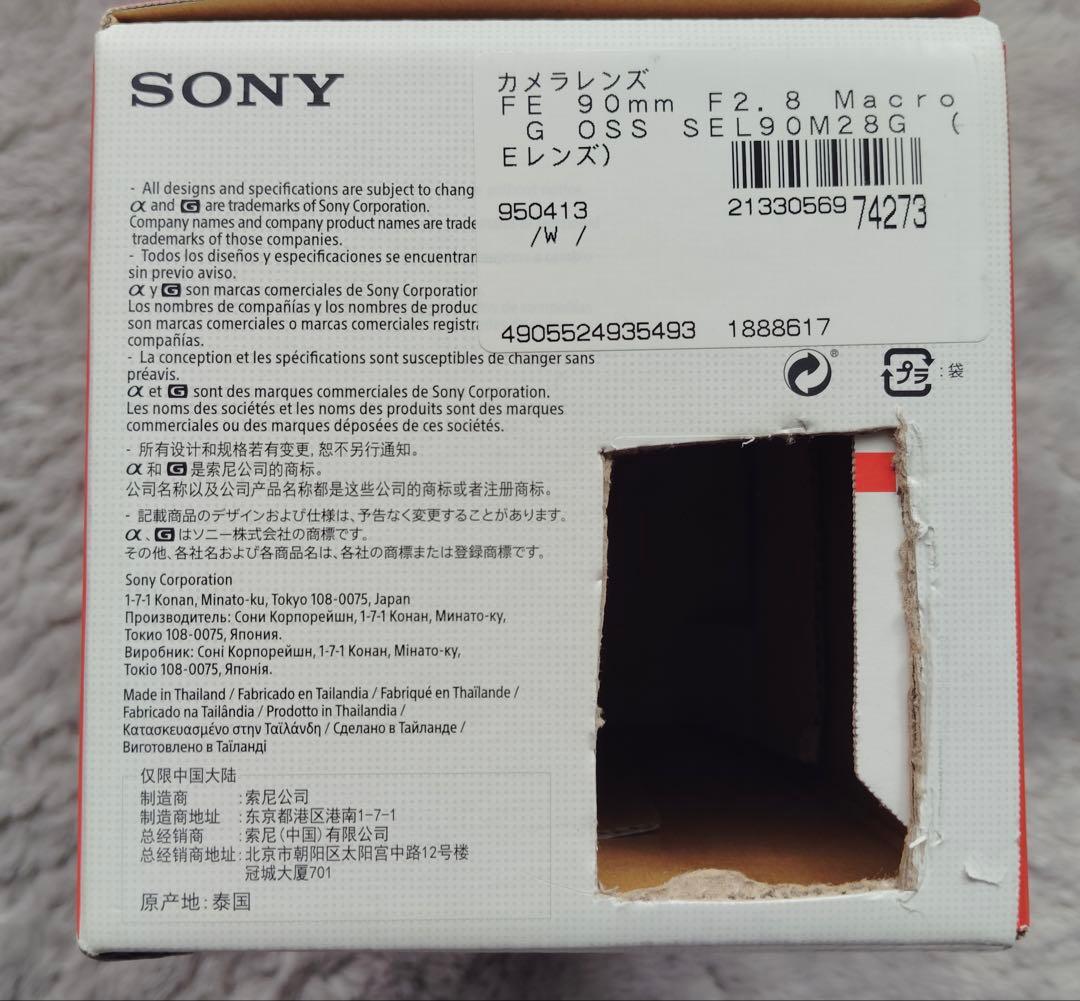 SONY
カメラレンズ
FE 90mm F2.8 Macro
G OSS SEL90M28G (
Eレンズ)
950413
/W /
21330569 74273
4905524935493 1888617
- All designs and specifications are subject to chang
α and G are trademarks of Sony Corporation.
Company names and company product names are trade
trademarks of those companies.
- Todos los diseños y especificaciones se encuentran
sin previo aviso.
α y G son marcas comerciales de Sony Corporation
Los nombres de compañías y los nombres de produc
son marcas comerciales o marcas comerciales registra
compañías.
- La conception et les spécifications sont susceptibles de changer sans
préavis.
α et G sont des marques commerciales de Sony Corporation.
Les noms des sociétés et les noms des produits sont des marques
commerciales ou des marques déposées de ces sociétés.
- 所有设计和规格若有变更, 恕不另行通知。
α 和 G 是索尼公司的商标。
公司名称以及公司产品名称都是这些公司的商标或者注册商标。
- 記載商品のデザインおよび仕様は、予告なく変更することがあります。
α、G はソニー株式会社の商標です。
その他、各社名および各商品名は、各社の商標または登録商標です。
® プラ : 袋
Sony Corporation
1-7-1 Konan, Minato-ku, Tokyo 108-0075, Japan
Производитель: Сони Корпорейшн, 1-7-1 Конан, Минато-ку,
Токио 108-0075, Япония.
Виробник: Соні Корпорейшн, 1-7-1 Конан, Мінато-ку,
Токіо 108-0075, Японія.
Made in Thailand / Fabricado en Tailandia / Fabriqué en Thaïlande /
Fabricado na Tailândia / Prodotto in Thailandia /
Κατασκευασμένο στην Ταϊλάνδη / Сделано в Тайланде /
Виготовлено в Таїланді
仅限中国大陆
制造商 : 索尼公司
制造商地址 : 东京都港区港南1-7-1
总经销商 : 索尼(中国)有限公司
总经销商地址: 北京市朝阳区太阳宫中路12号楼
冠城大厦701
原产地: 泰国